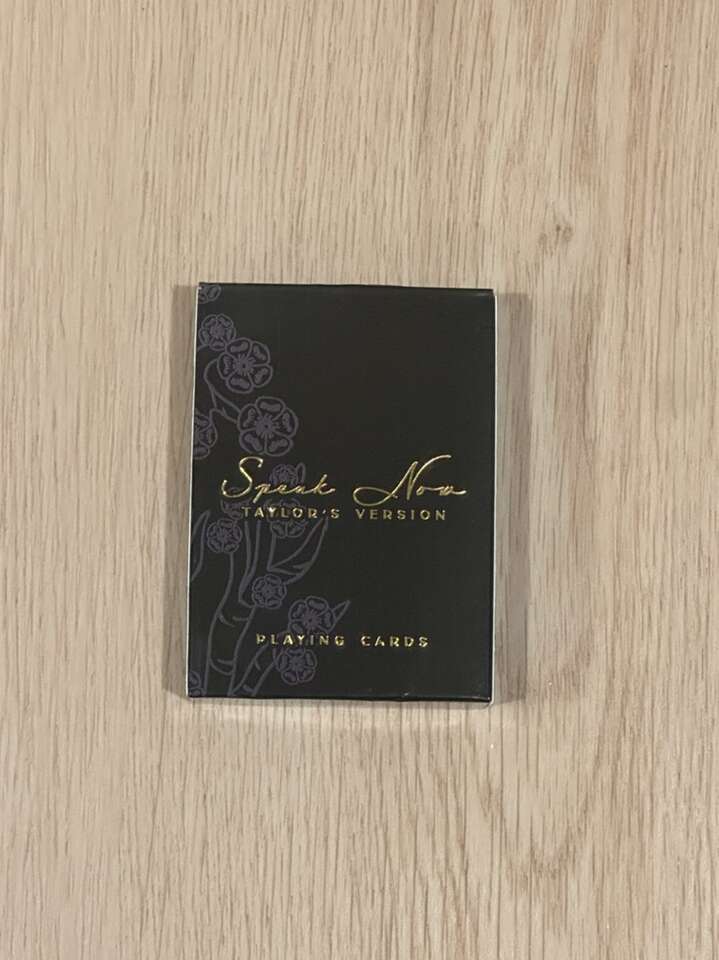 Speak Now
TAYLOR'S VERSION
PLAYING CARDS